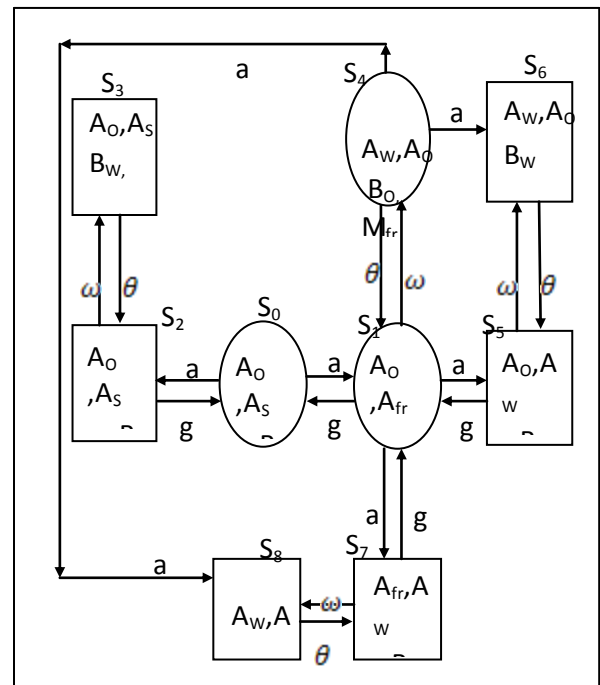 a
S3
AO,AS
BW,
S4
AW,AO
BO,
Mfr
a
S6
AW,AO
BW
ω
θ
θ
ω
ω
θ
S2
AO
,AS
a
g
S0
AO
,AS
a
g
S1
AO
,Afr
a
g
S5
AO,A
W
a
g
a
S8
AW,A
ω
θ
S7
Afr,A
W